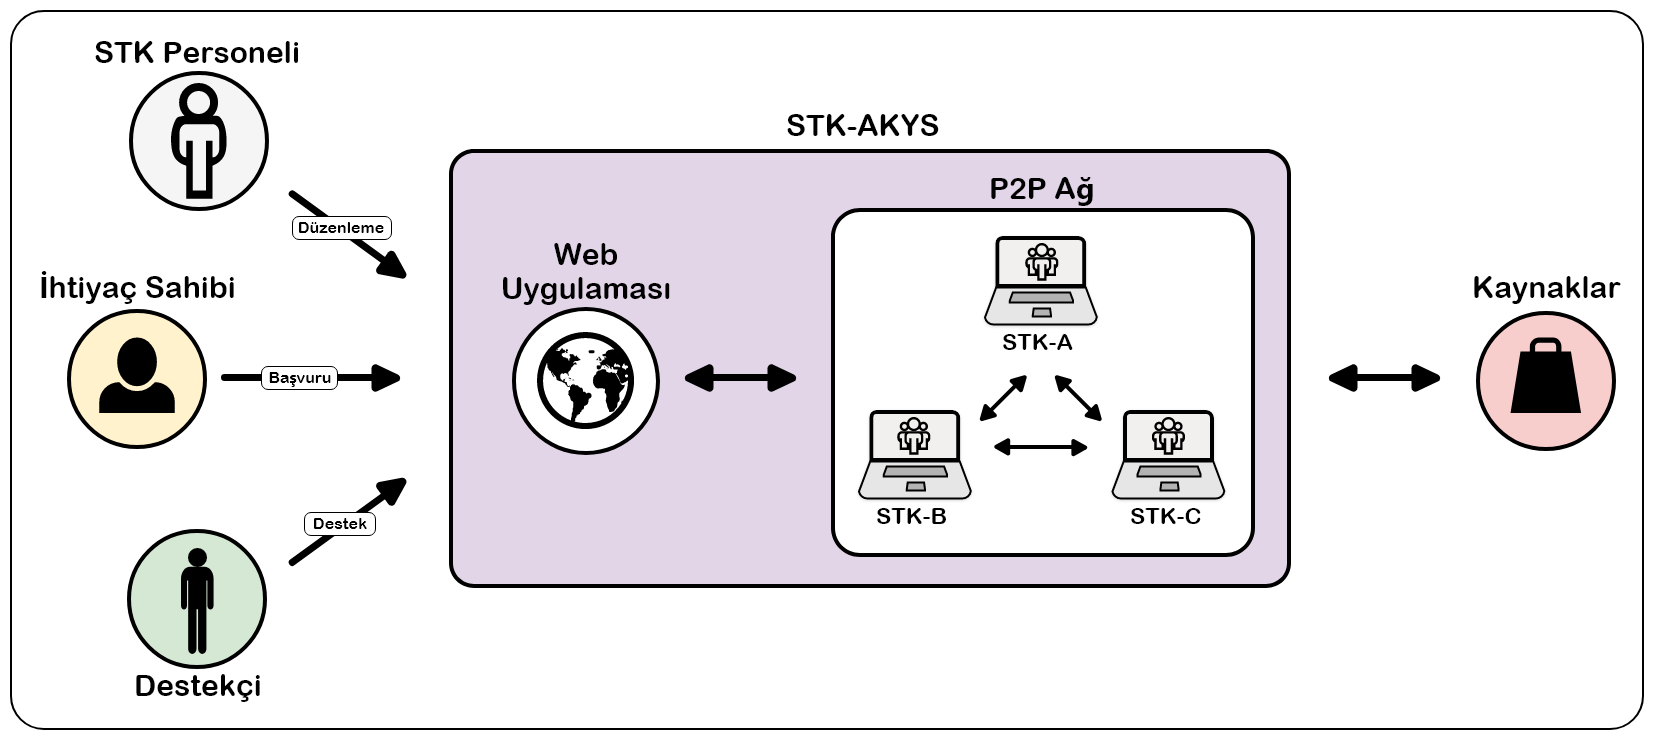 STK Personeli
Düzenleme
İhtiyaç Sahibi
Başvuru
Destek
Destekçi
STK-AKYS
Web
Uygulaması
P2P Ağ
STK-A
STK-B
STK-C
Kaynaklar